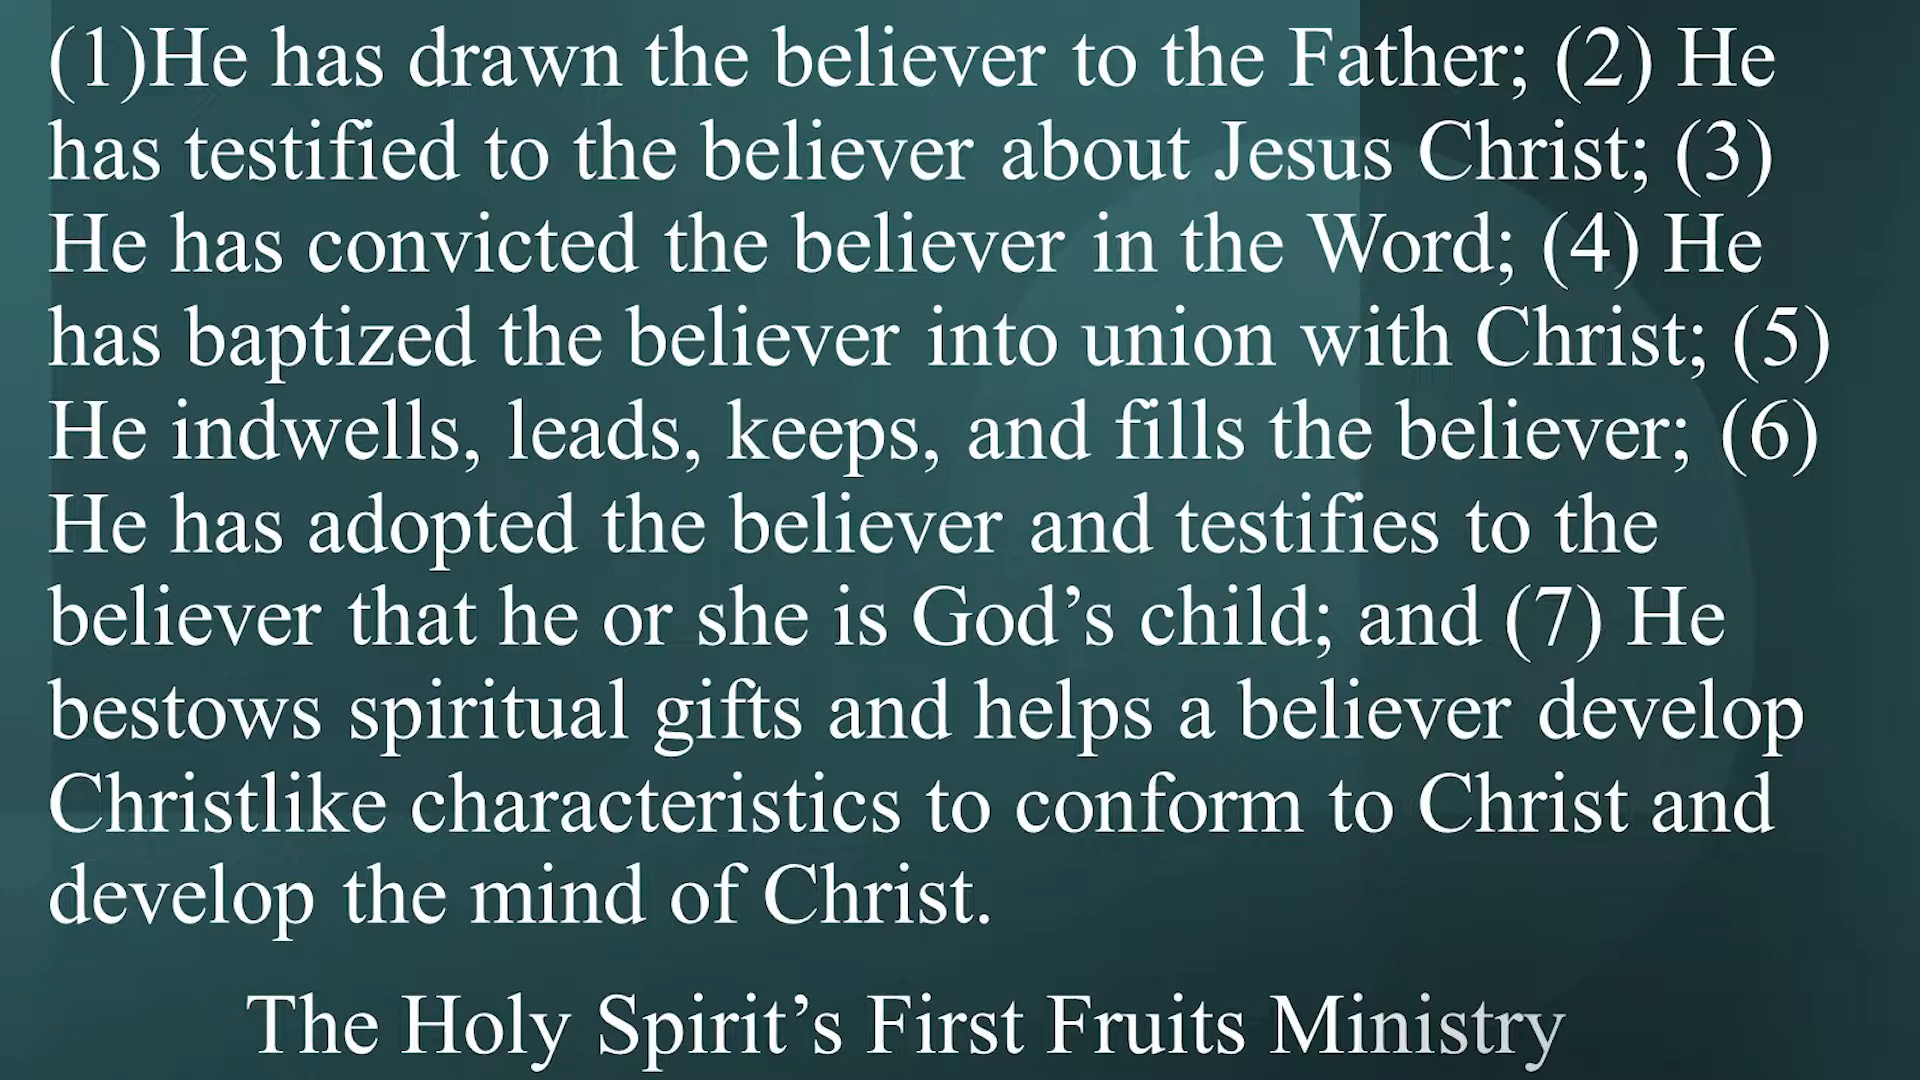 (1)He has drawn the believer to the Father; (2) He
has testified to the believer about Jesus Christ; (3)
He has convicted the believer in the Word; (4) He
has baptized the believer into union with Christ; (5)
He indwells, leads, keeps, and fills the believer; (6)
He has adopted the believer and testifies to the
believer that he or she is God’s child; and (7) He
bestows spiritual gifts and helps a believer develop
Christlike characteristics to conform to Christ and
develop the mind of Christ.
The Holy Spirit’s First Fruits Ministry